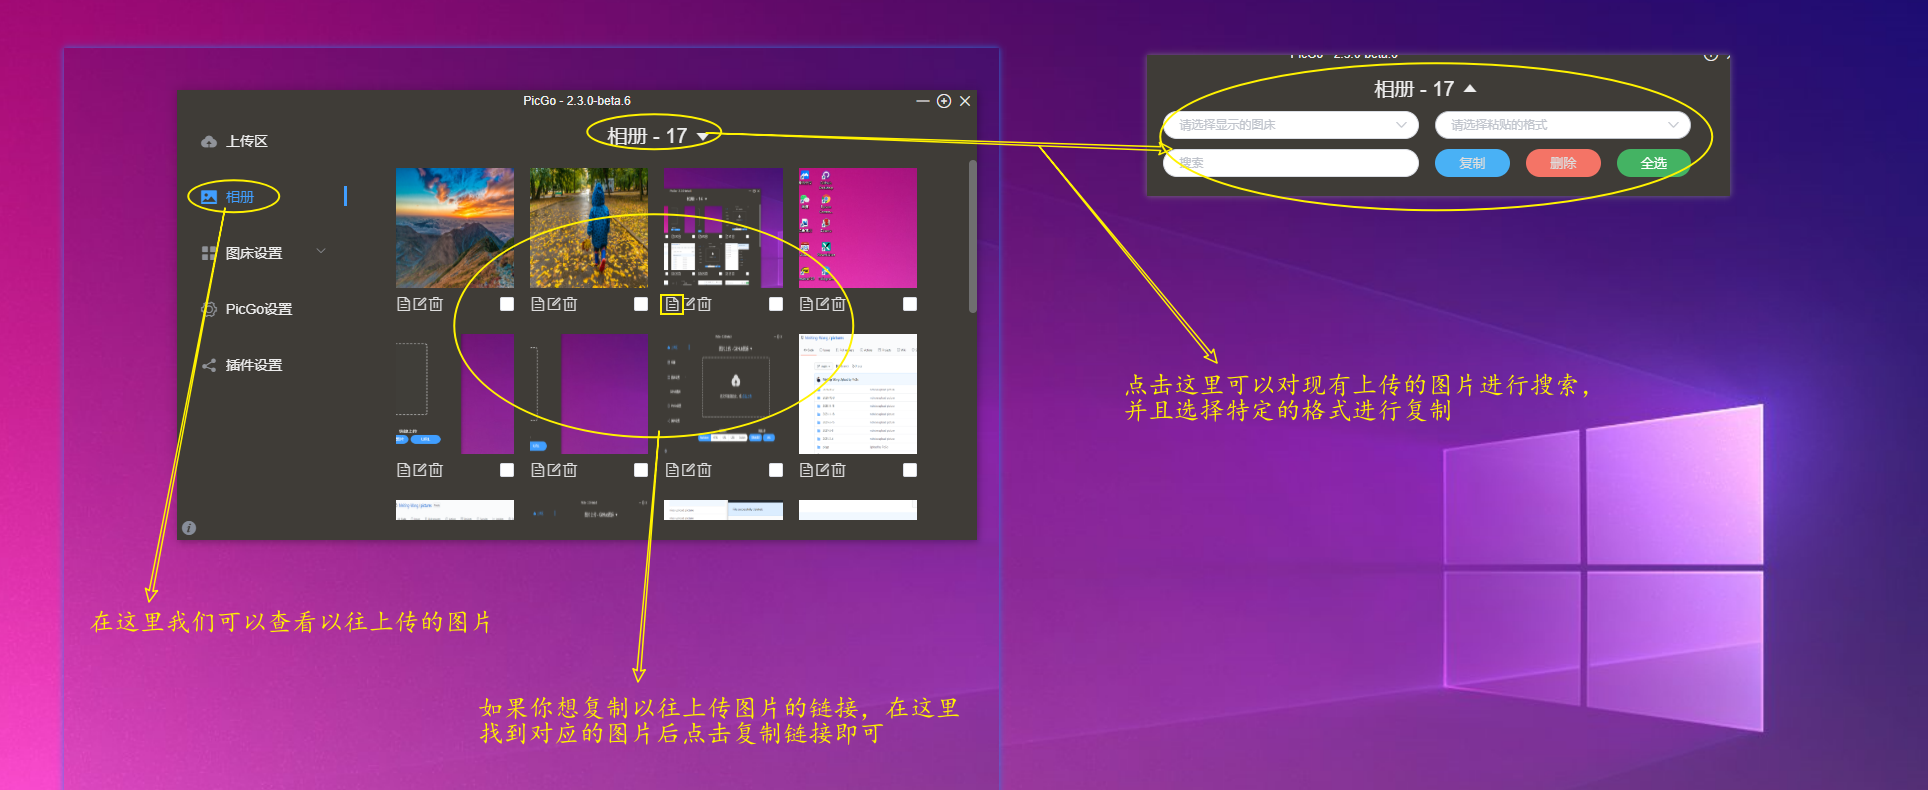 PicGo - 2.3.0-beta.6
相册 - 17
上传区
相册
图床设置
PicGo设置
插件设置
相册 - 17
请选择显示的图床
请选择粘贴的格式
搜索
复制
删除
全选
点击这里可以对现有上传的图片进行搜索，
并且选择特定的格式进行复制
在这里我们可以查看以往上传的图片
如果你想复制以往上传图片的链接，在这里
找到对应的图片后点击复制链接即可